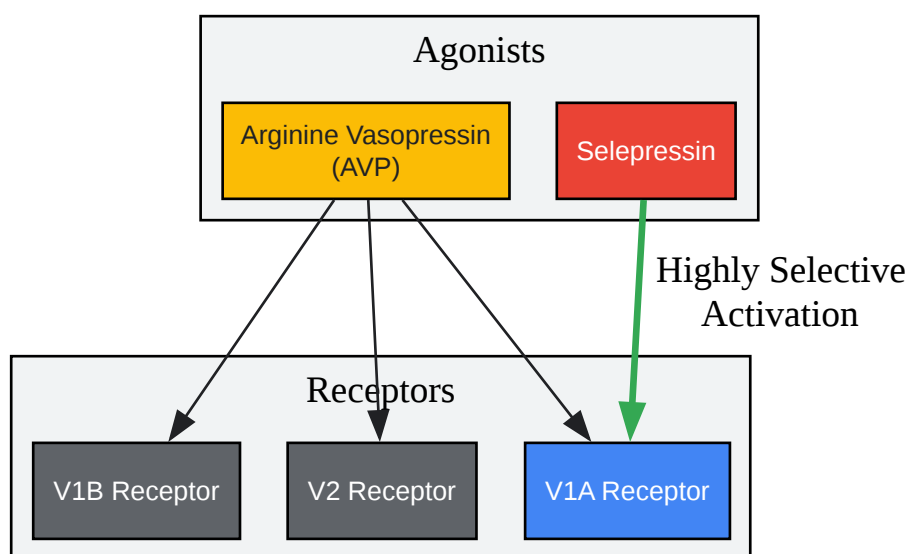 Agonists
Arginine Vasopressin
(AVP)
Selepressin
Highly Selective
Activation
Receptors
V1B Receptor
V2 Receptor
V1A Receptor